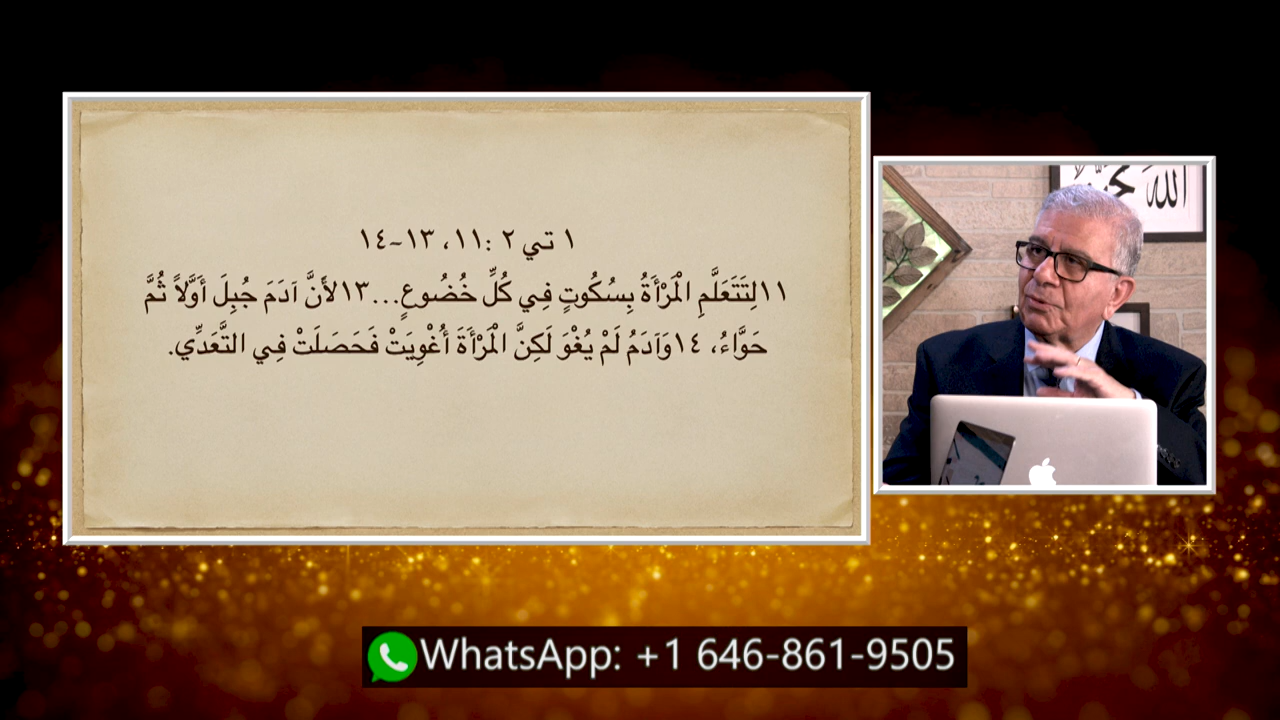 ١ تي ٢ :١١، ١٣-١٤
١١لِتَتَعَلَّمِ الْمَرْأَةُ بِسُكُوتٍ فِي كُلِّ خُضُوعٍ...١٣لأَنَّ آدَمَ جُبِلَ أَوَّلاً ثُمَّ
حَوَّاءُ، ١٤وَآدَمُ لَمْ يُغْوَ لَكِنَّ الْمَرْأَةَ أُغْوِيَتْ فَحَصَلَتْ فِي التَّعَدِّي.
الله
WhatsApp: +1 646-861-9505